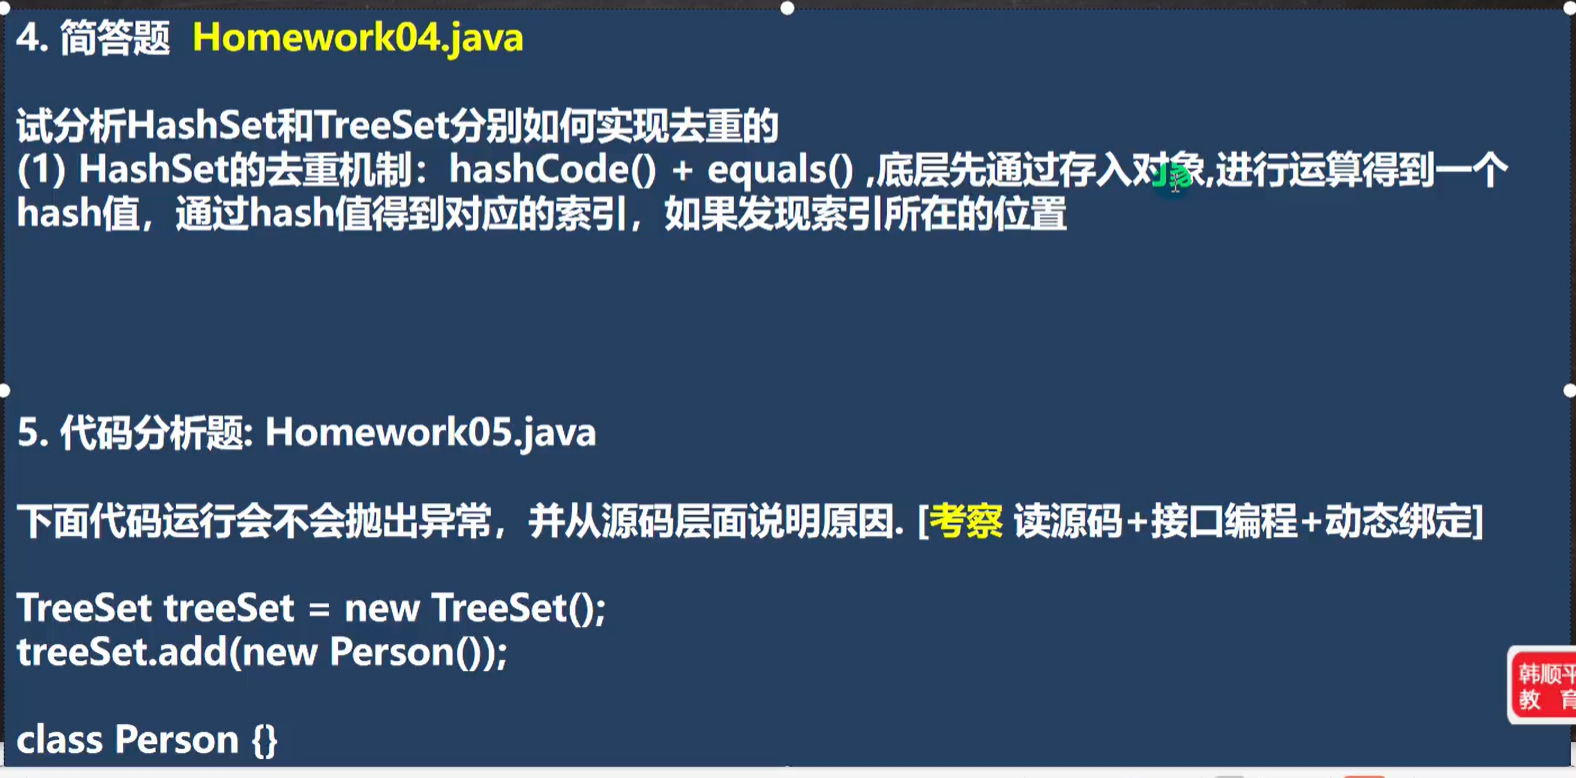 4. 简答题 Homework04.java
试分析HashSet和TreeSet分别如何实现去重的
(1) HashSet的去重机制：hashCode() + equals() ,底层先通过存入对象,进行运算得到一个
hash值，通过hash值得到对应的索引，如果发现索引所在的位置
5. 代码分析题: Homework05.java
下面代码运行会不会抛出异常，并从源码层面说明原因. [考察 读源码+接口编程+动态绑定]
TreeSet treeSet = new TreeSet();
treeSet.add(new Person());
韩顺平
教 育
class Person {}